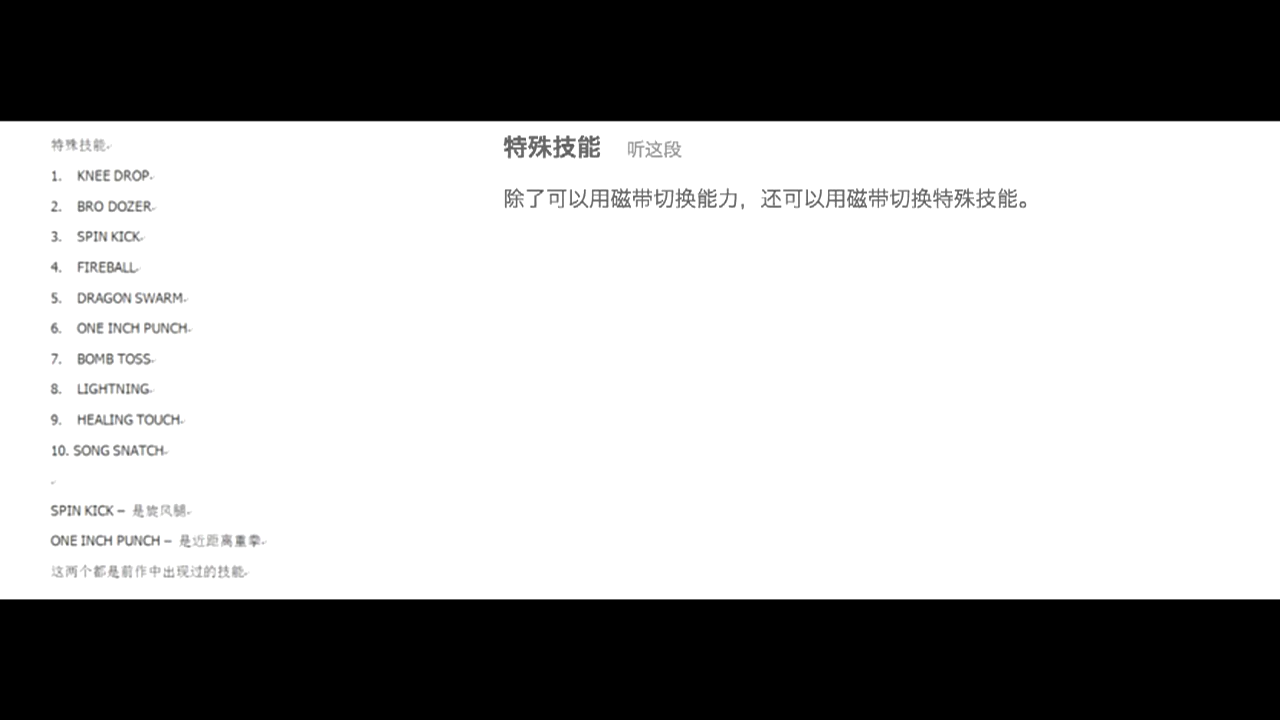 特殊技能
1. KNEE DROP
2. BRO DOZER
3. SPIN KICK
4. FIREBALL
5. DRAGON SWARM
6. ONE INCH PUNCH
7. BOMB TOSS
8. LIGHTNING
9. HEALING TOUCH
10. SONG SNATCH
SPIN KICK – 是旋风腿
ONE INCH PUNCH – 是近距离重拳
这两个都是前作中出现过的技能
特殊技能 听这段
除了可以用磁带切换能力，还可以用磁带切换特殊技能。